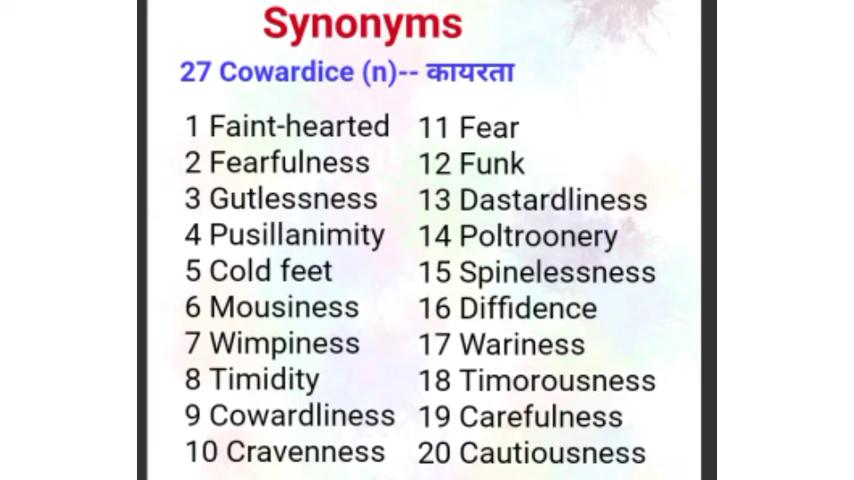 Synonyms
27 Cowardice (n)-- कायरता
1 Faint-hearted
2 Fearfulness
3 Gutlessness
4 Pusillanimity
5 Cold feet
6 Mousiness
7 Wimpiness
8 Timidity
9 Cowardliness
10 Cravenness
11 Fear
12 Funk
13 Dastardliness
14 Poltroonery
15 Spinelessness
16 Diffidence
17 Wariness
18 Timorousness
19 Carefulness
20 Cautiousness